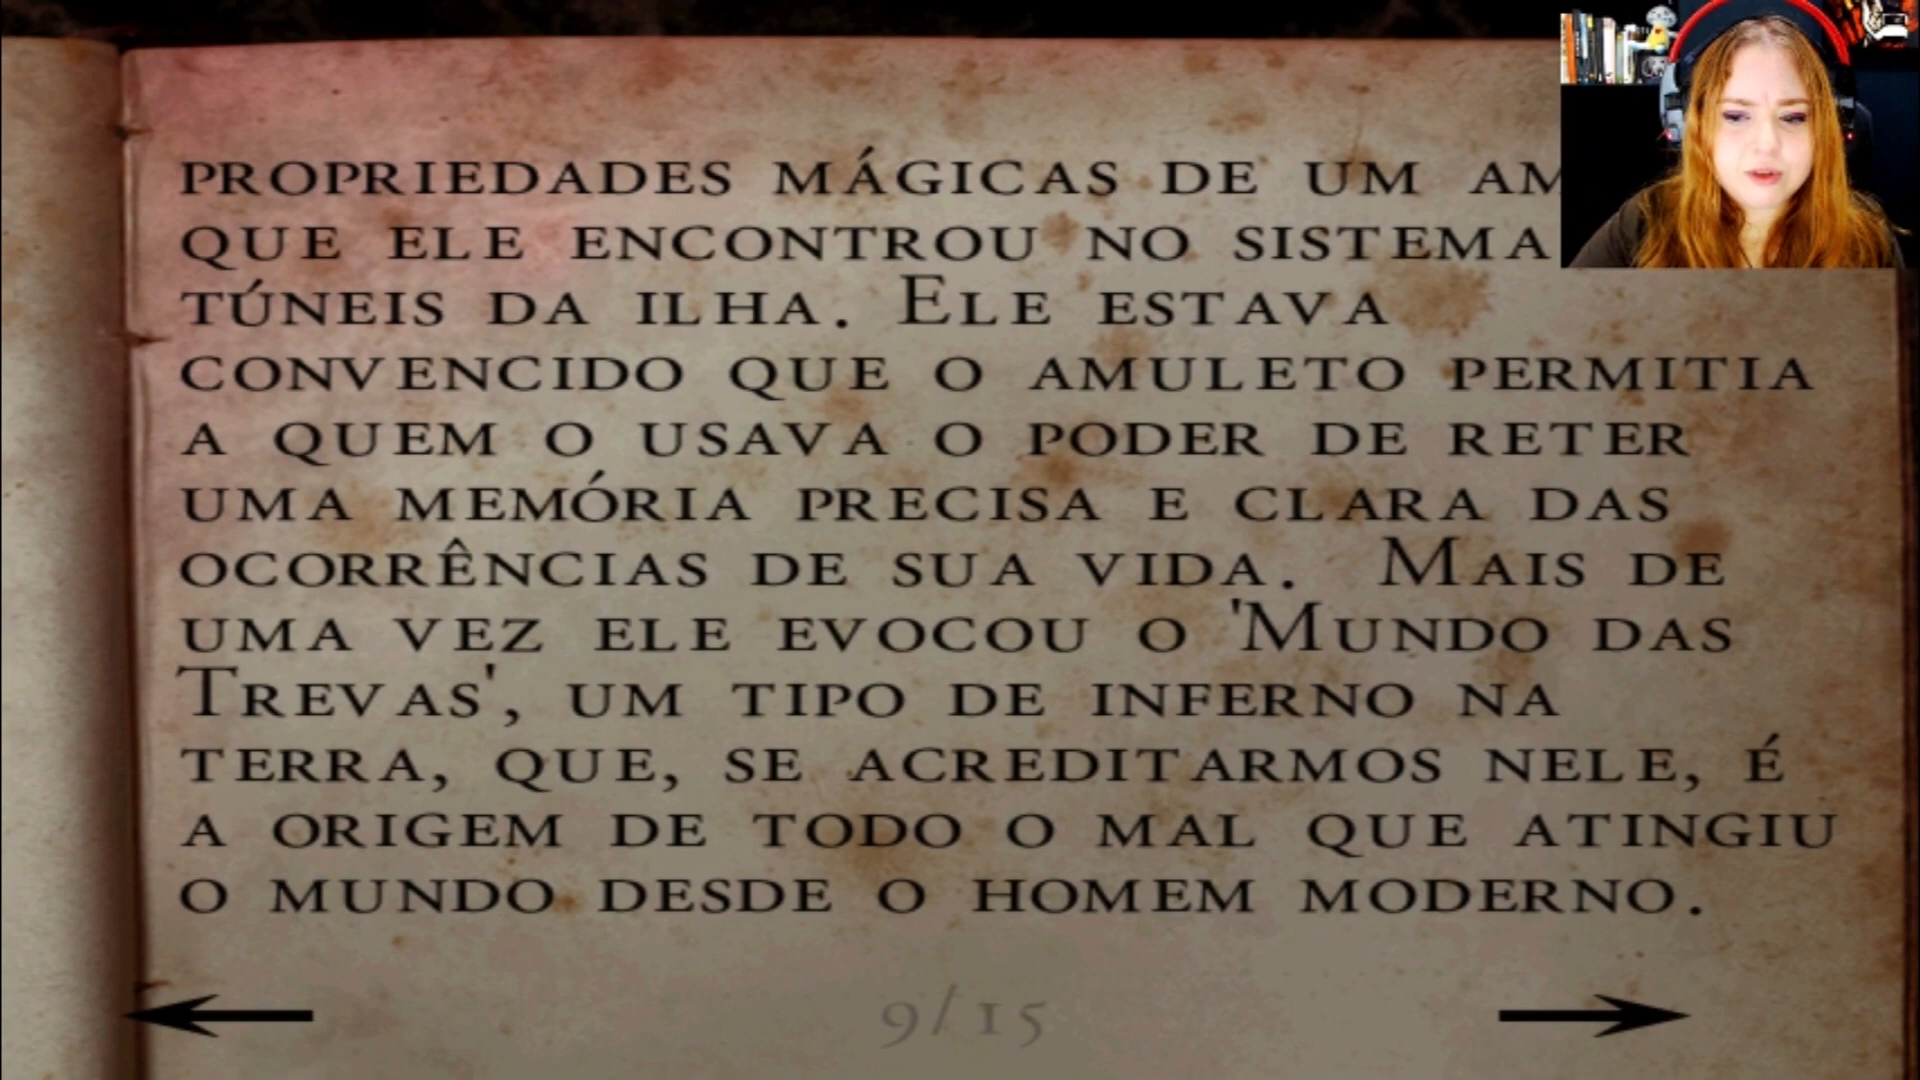 PROPRIEDADES MÁGICAS DE UM
QUE ELE ENCONTROU NO SISTEMA
TÚNEIS DA ILHA. ELE ESTAVA
CONVENCIDO QUE O AMULETO PERMITIA
A QUEM O USAVA O PODER DE RETER
UMA MEMÓRIA PRECISA E CLARA DAS
OCORRÊNCIAS DE SUA VIDA. MAIS DE
UMA VEZ ELE EVOCOU O 'MUNDO DAS
TREVAS', UM TIPO DE INFERNO NA
TERRA, QUE, SE ACREDITARMOS NELE, É
A ORIGEM DE TODO O MAL QUE ATINGIU
O MUNDO DESDE O HOMEM MODERNO.
9/15